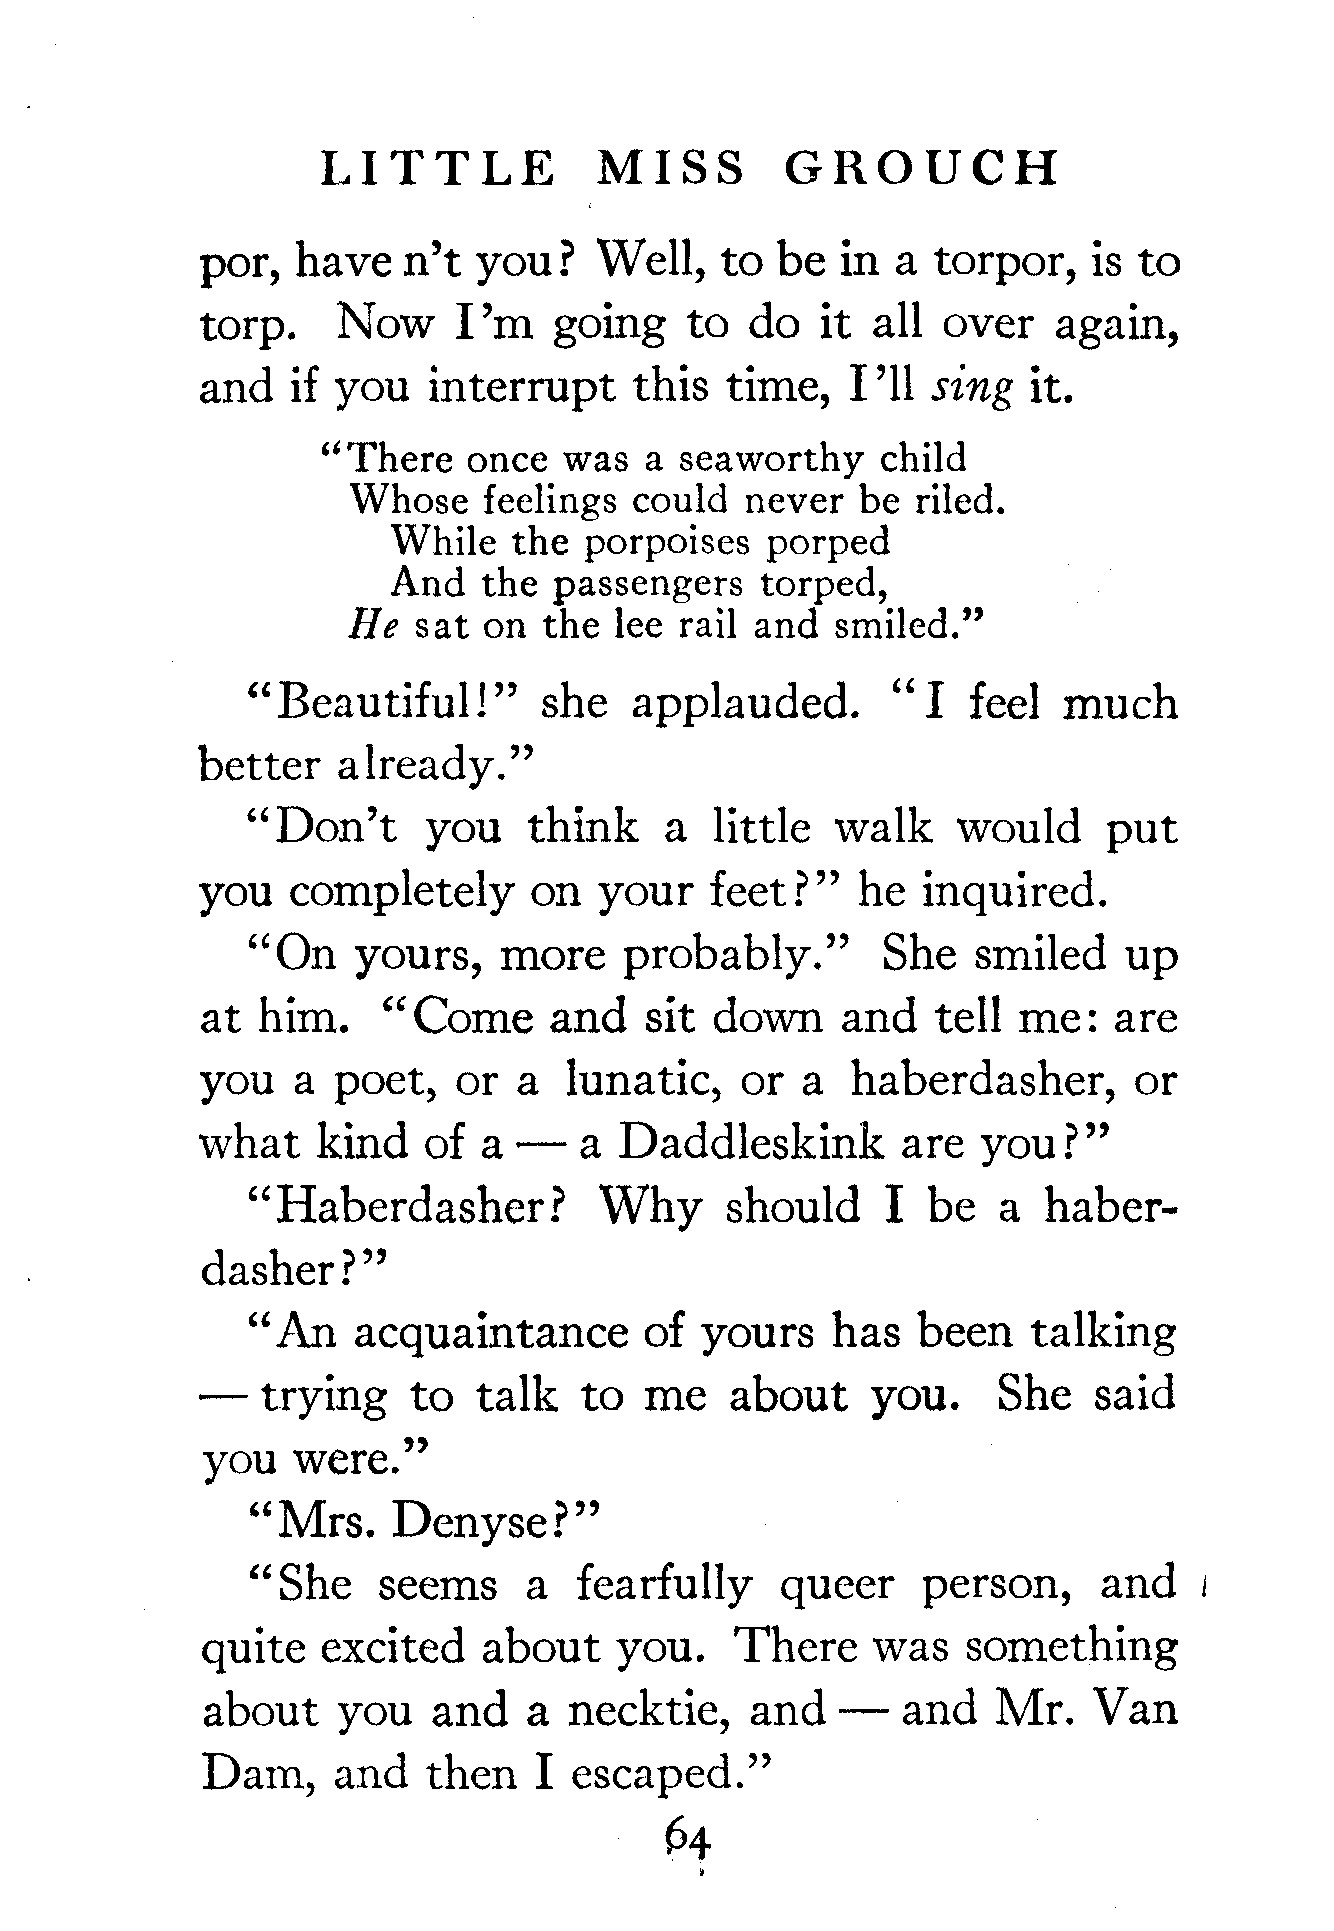 LITTLE MISS GROUCH
por, have n't you? Well, to be in a torpor, is to
torp. Now I'm going to do it all over again,
and if you interrupt this time, I'll sing it.
“There once was a seaworthy child
Whose feelings could never be riled.
While the porpoises porped
And the passengers torped,
He sat on the lee rail and smiled.”
“Beautiful!” she applauded. “I feel much
better already.”
“Don't you think a little walk would put
you completely on your feet?” he inquired.
“On yours, more probably.” She smiled up
at him. “Come and sit down and tell me: are
you a poet, or a lunatic, or a haberdasher, or
what kind of a — a Daddleskink are you?”
“Haberdasher? Why should I be a haber-
dasher?”
“An acquaintance of yours has been talking
— trying to talk to me about you. She said
you were.”
“Mrs. Denyse?”
“She seems a fearfully queer person, and
quite excited about you. There was something
about you and a necktie, and — and Mr. Van
Dam, and then I escaped.”
64